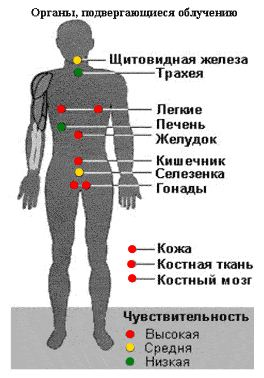 Органы, подвергающиеся облучению
Щитовидная железа
Трахея
Легкие
Печень
Желудок
Кишечник
Селезенка
Гонады
Кожа
Костная ткань
Костный мозг
Чувствительность
Высокая
Средня
Низкая